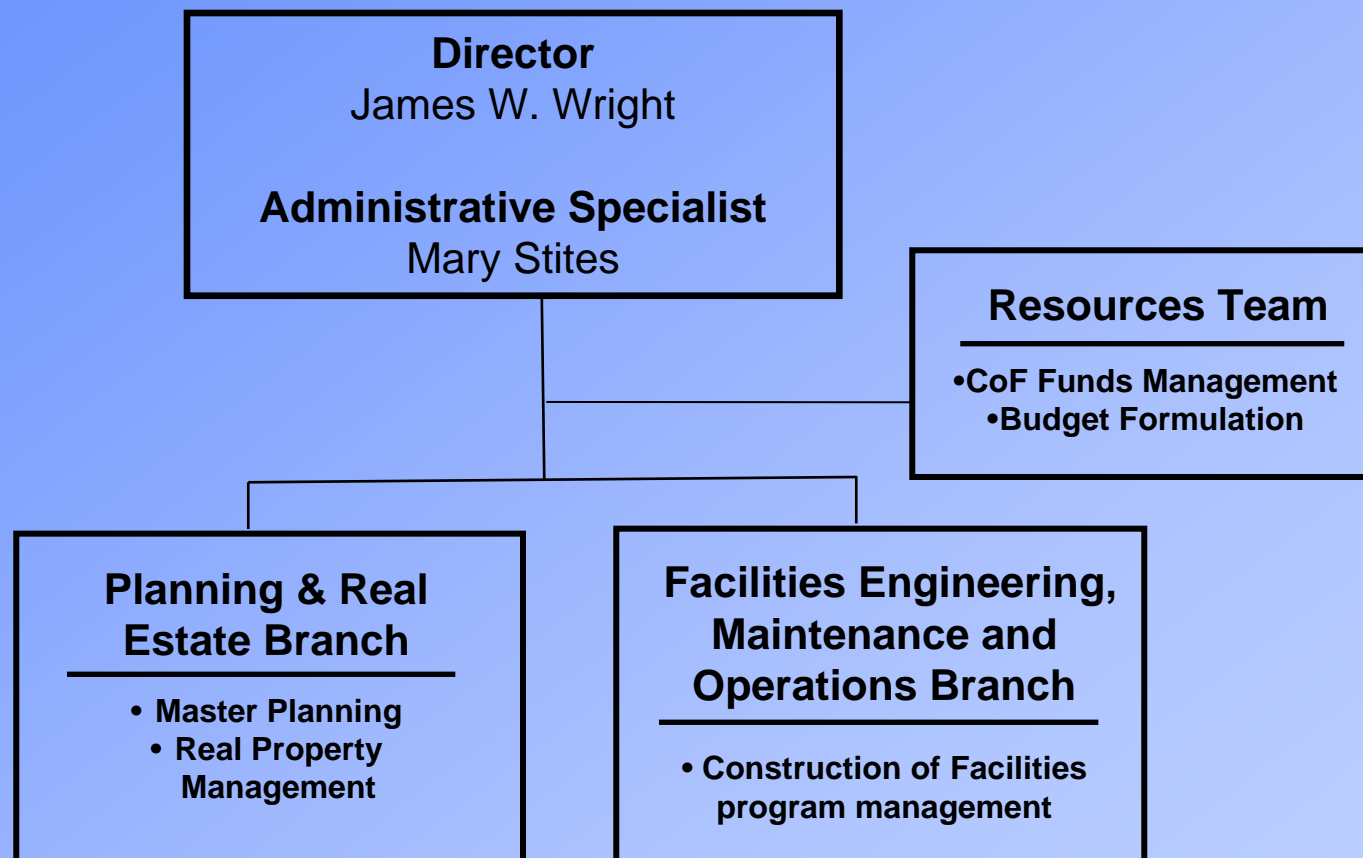 Director
James W. Wright
Administrative Specialist
Mary Stites
Resources Team
•CoF Funds Management
•Budget Formulation
Planning & Real
Estate Branch
• Master Planning
• Real Property
Management
Facilities Engineering,
Maintenance and
Operations Branch
• Construction of Facilities
program management